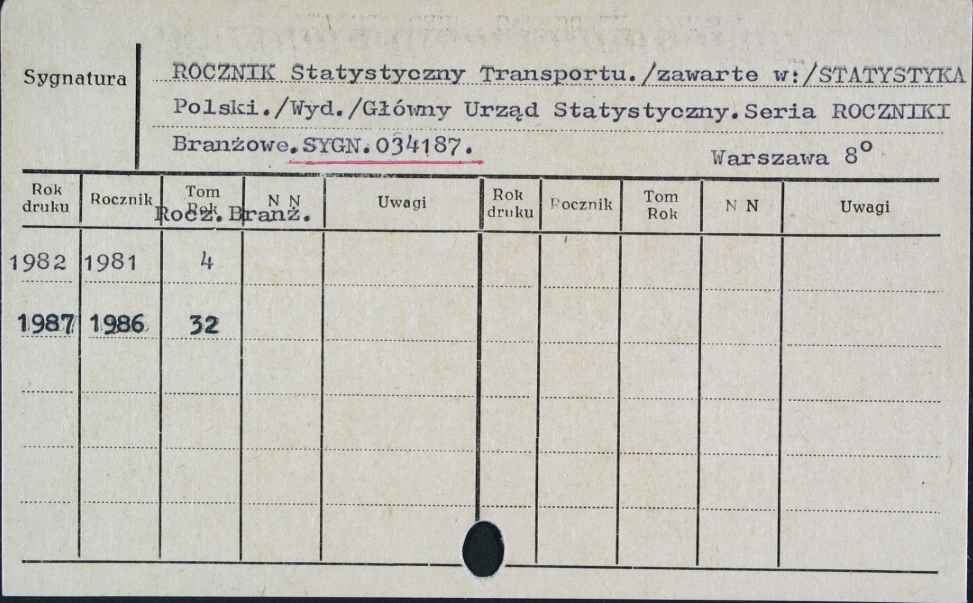 Sygnatura
ROCZNIK Statystyczny Transportu./zawarte w:/STATYSTYKA
Polski./Wyd./Główny Urząd Statystyczny.Seria ROCZNIKI
Branżowe.SYGN.034187.
Warszawa 8o
Rok druku Rocznik Tom Rok N N Uwagi Rok druku Rocznik Tom Rok N N Uwagi
Rocz.Branż.
1982 1981 4
1987 1986 32